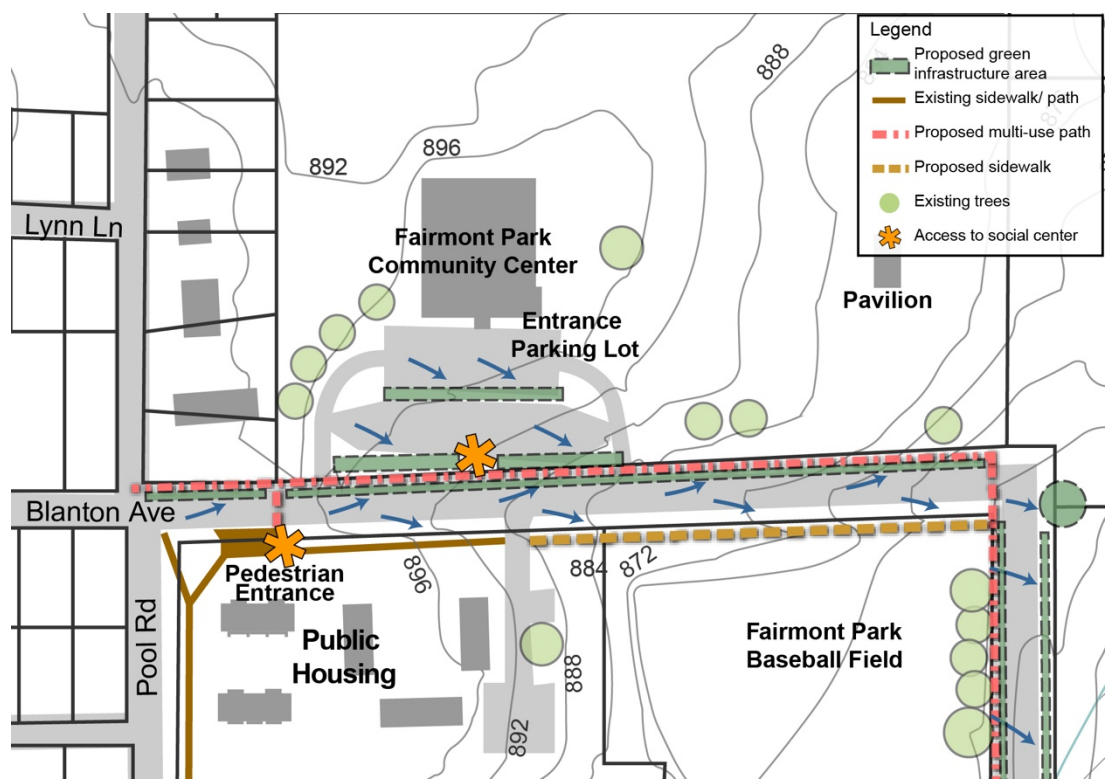 Legend
Proposed green
infrastructure area
Existing sidewalk/ path
Proposed multi-use path
Proposed sidewalk
Existing trees
Access to social center
888
896
892
Lynn Ln
Fairmont Park
Community Center
Pavilion
Entrance
Parking Lot
Blanton Ave
Pedestrian
Entrance
896
884
872
Pool Rd
Public
Housing
888
892
Fairmont Park
Baseball Field